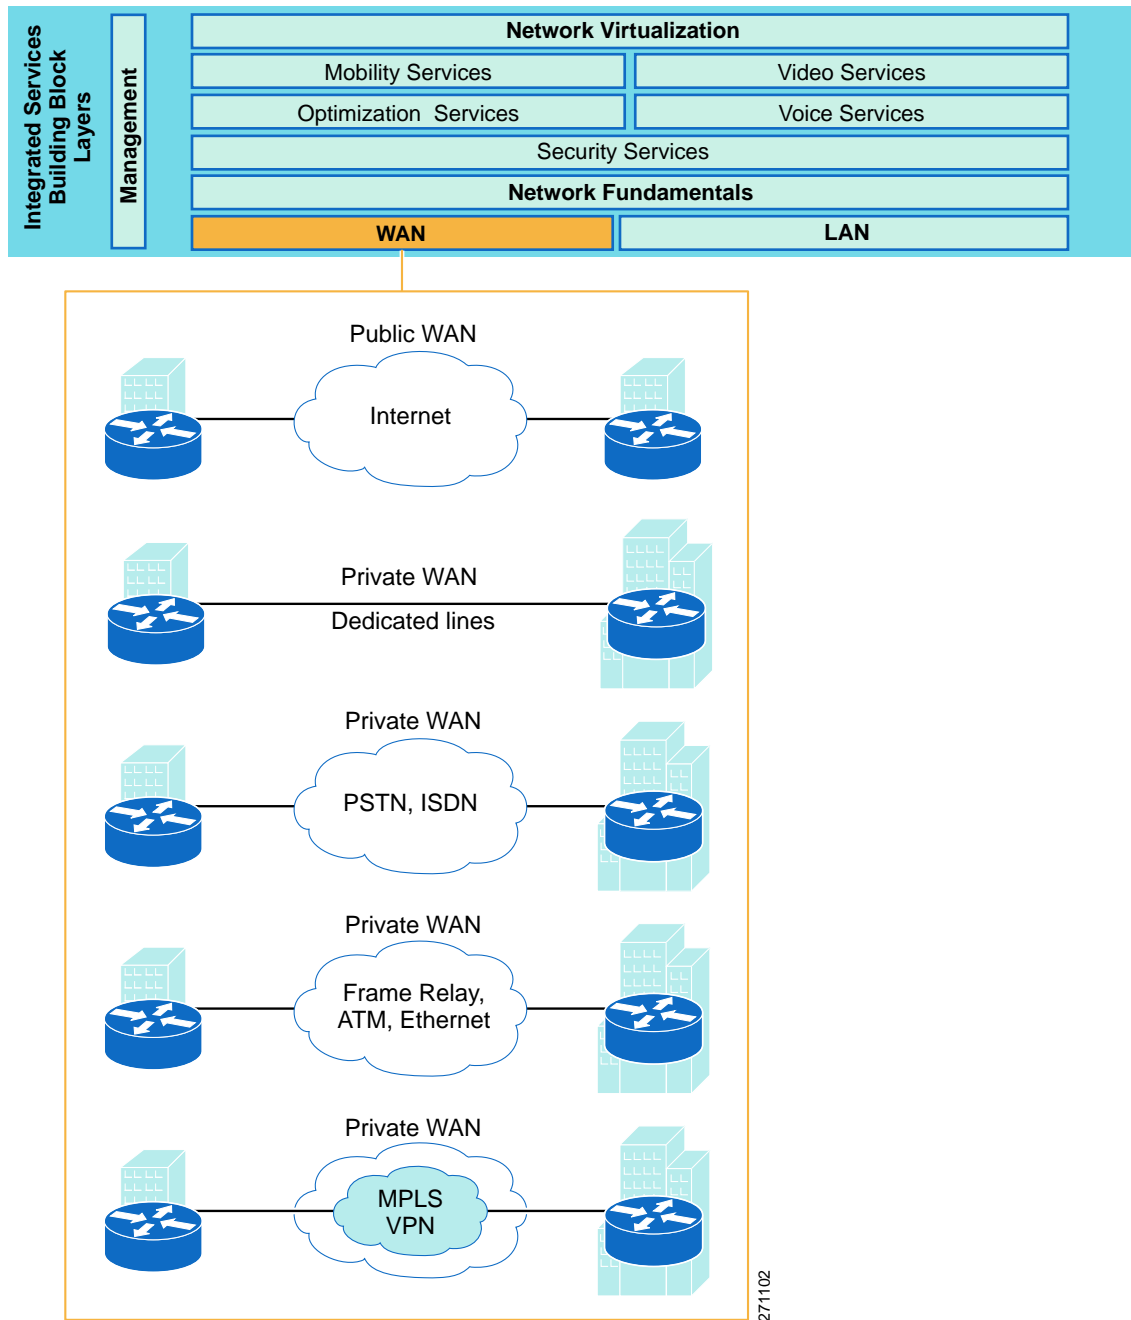 Integrated Services
Building Block
Layers
Management
Network Virtualization
Mobility Services
Video Services
Optimization Services
Voice Services
Security Services
Network Fundamentals
WAN
LAN
Public WAN
Internet
Private WAN
Dedicated lines
Private WAN
PSTN, ISDN
Private WAN
Frame Relay,
ATM, Ethernet
Private WAN
MPLS
VPN
271102